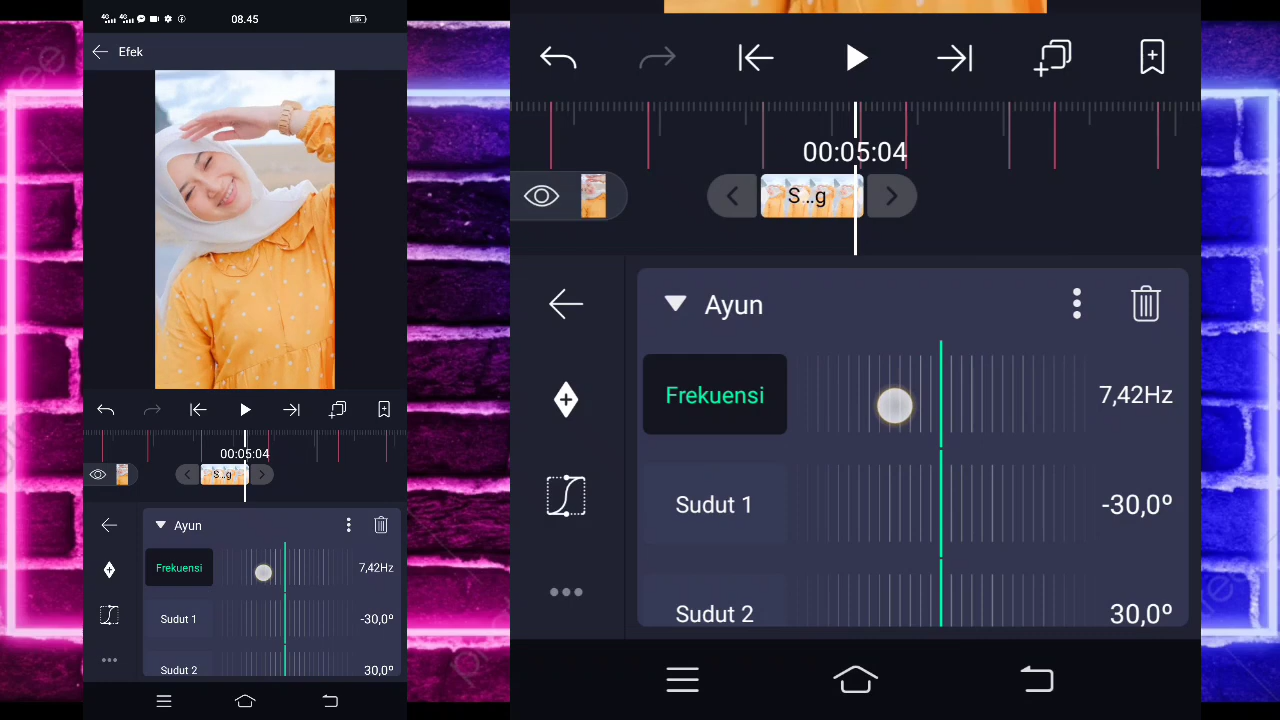 08.45
Efek
00:05:04
S...g
Ayun
Frekuensi
7,42Hz
Sudut 1
-30,0º
Sudut 2
30,0º
00:05:04
S...g
Ayun
Frekuensi
7,42Hz
Sudut 1
-30,0º
Sudut 2
30,0º